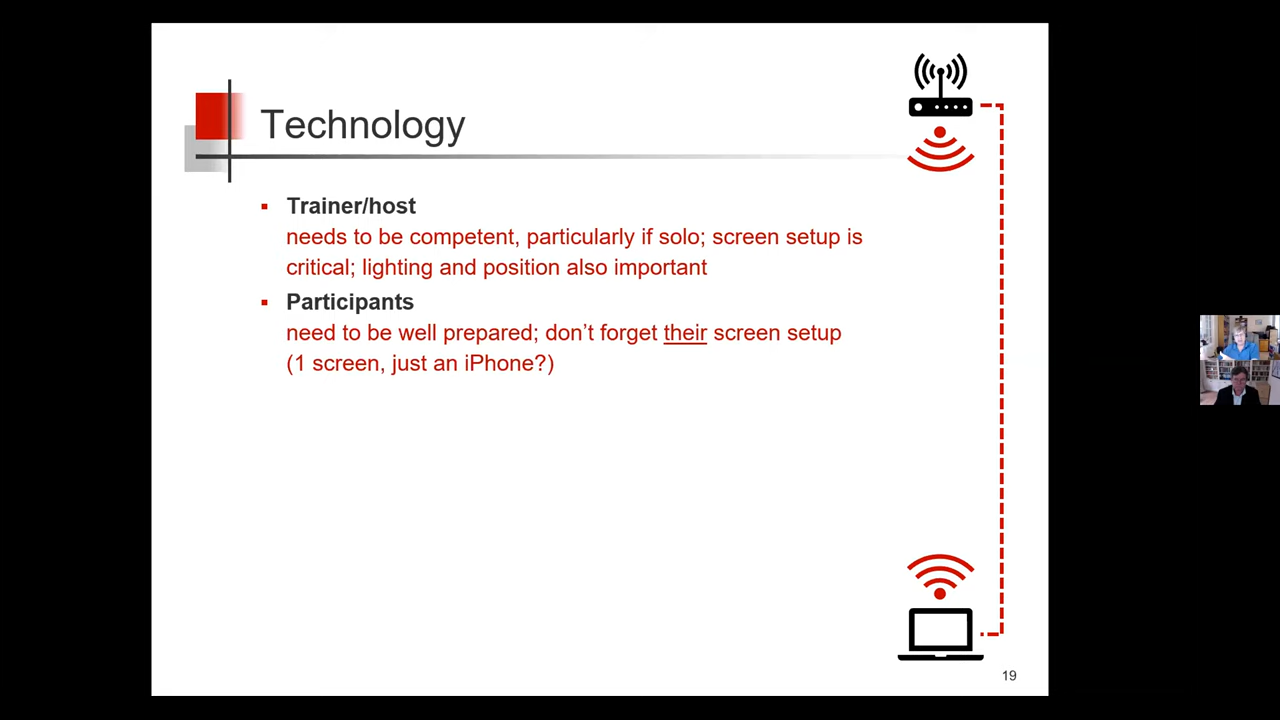 Technology
Trainer/host
needs to be competent, particularly if solo; screen setup is
critical; lighting and position also important
Participants
need to be well prepared; don’t forget their screen setup
(1 screen, just an iPhone?)
19